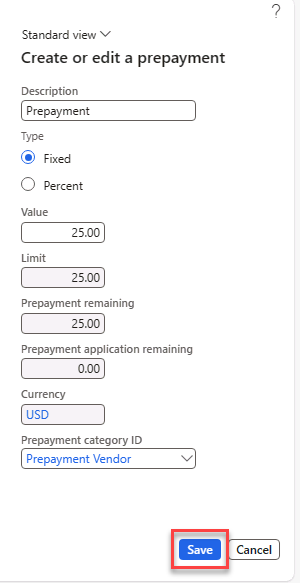 ?
Standard view
Create or edit a prepayment
Description
Prepayment
Type
Fixed
Percent
Value
25.00
Limit
25.00
Prepayment remaining
25.00
Prepayment application remaining
0.00
Currency
USD
Prepayment category ID
Prepayment Vendor
Save Cancel